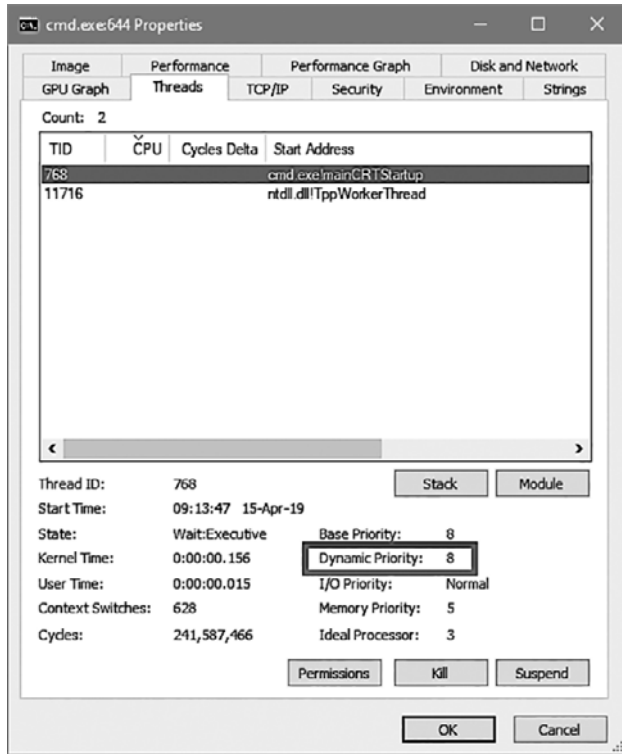 cmd.exe:644 Properties
Image Performance Performance Graph Disk and Network
GPU Graph Threads TCP/IP Security Environment Strings
Count: 2
TID CPU Cycles Delta Start Address
768 cmd.exe!mainCRTStartup
11716 ntdll.dll!TppWorkerThread
Thread ID: 768 Stack Module
Start Time: 09:13:47 15-Apr-19
State: Wait:Executive Base Priority: 8
Kernel Time: 0:00:00.156 Dynamic Priority: 8
User Time: 0:00:00.015 I/O Priority: Normal
Context Switches: 628 Memory Priority: 5
Cycles: 241,587,466 Ideal Processor: 3
Permissions Kill Suspend
OK Cancel